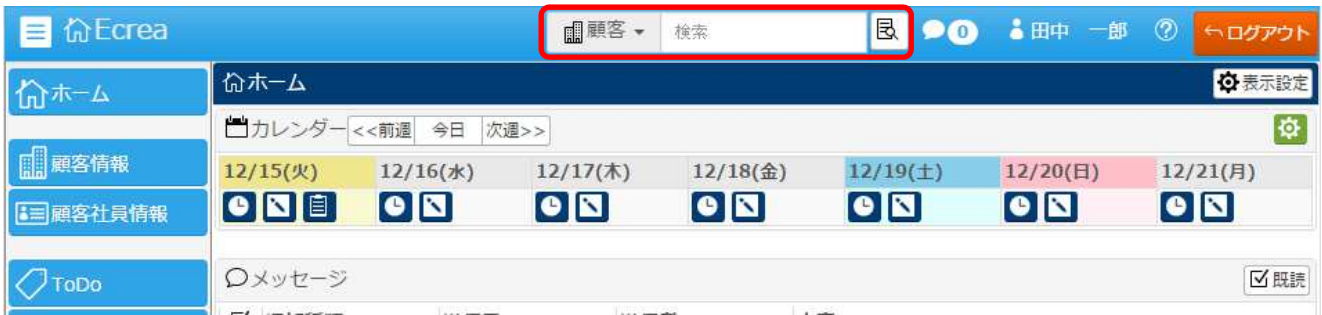 Ecrea
顧客 検索 0 田中 一郎 ログアウト
ホーム
顧客情報
顧客社員情報
ToDo
ホーム 表示設定
カレンダー <<前週 今日 次週>>
12/15(火) 12/16(水) 12/17(木) 12/18(金) 12/19(土) 12/20(日) 12/21(月)
メッセージ 既読